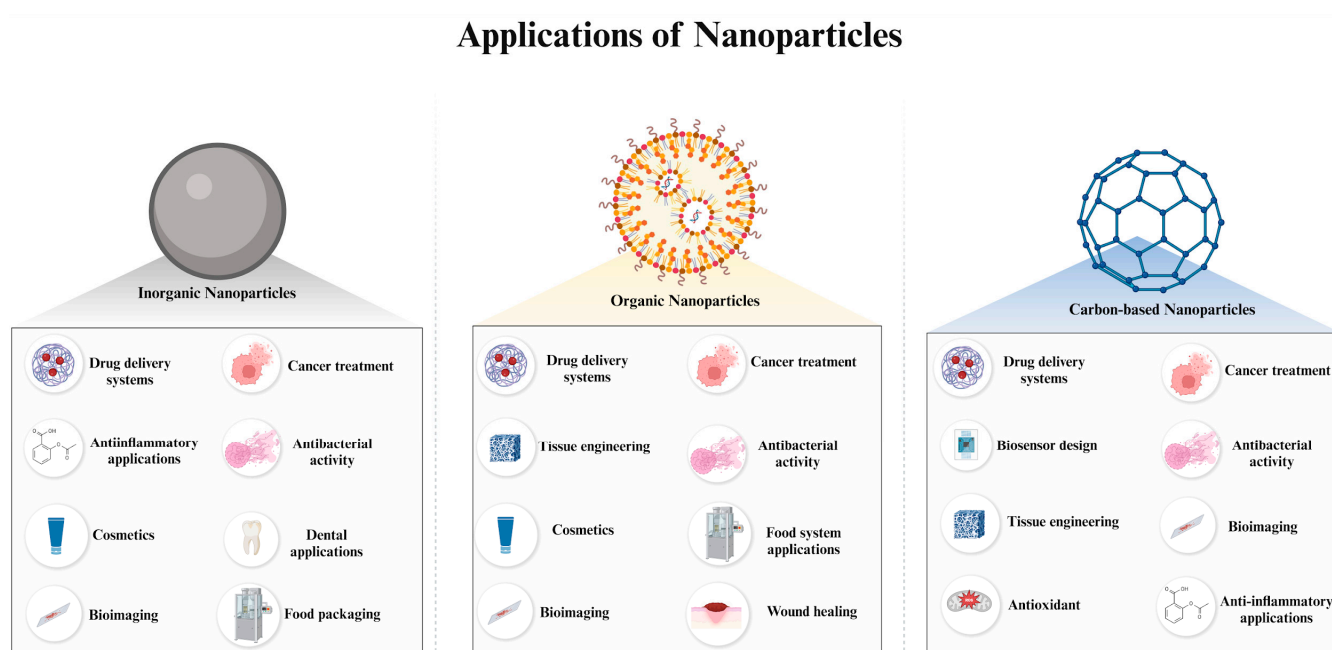 Applications of Nanoparticles
Inorganic Nanoparticles
Drug delivery
systems
Cancer treatment
Antiinflammatory
applications
Antibacterial
activity
Cosmetics
Dental
applications
Bioimaging
Food packaging
Organic Nanoparticles
Drug delivery
systems
Cancer treatment
Tissue engineering
Antibacterial
activity
Cosmetics
Food system
applications
Bioimaging
Wound healing
Carbon-based Nanoparticles
Drug delivery
systems
Cancer treatment
Biosensor design
Antibacterial
activity
Tissue engineering
Bioimaging
Antioxidant
Anti-inflammatory
applications